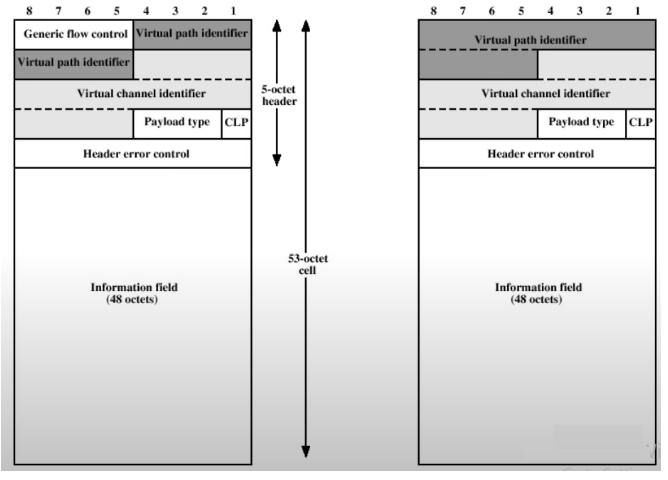 8 7 6 5 4 3 2 1
Generic flow control Virtual path identifier
Virtual path identifier
Virtual channel identifier
Payload type CLP
Header error control
Information field
(48 octets)
5-octet
header
53-octet
cell
8 7 6 5 4 3 2 1
Virtual path identifier
Virtual channel identifier
Payload type CLP
Header error control
Information field
(48 octets)